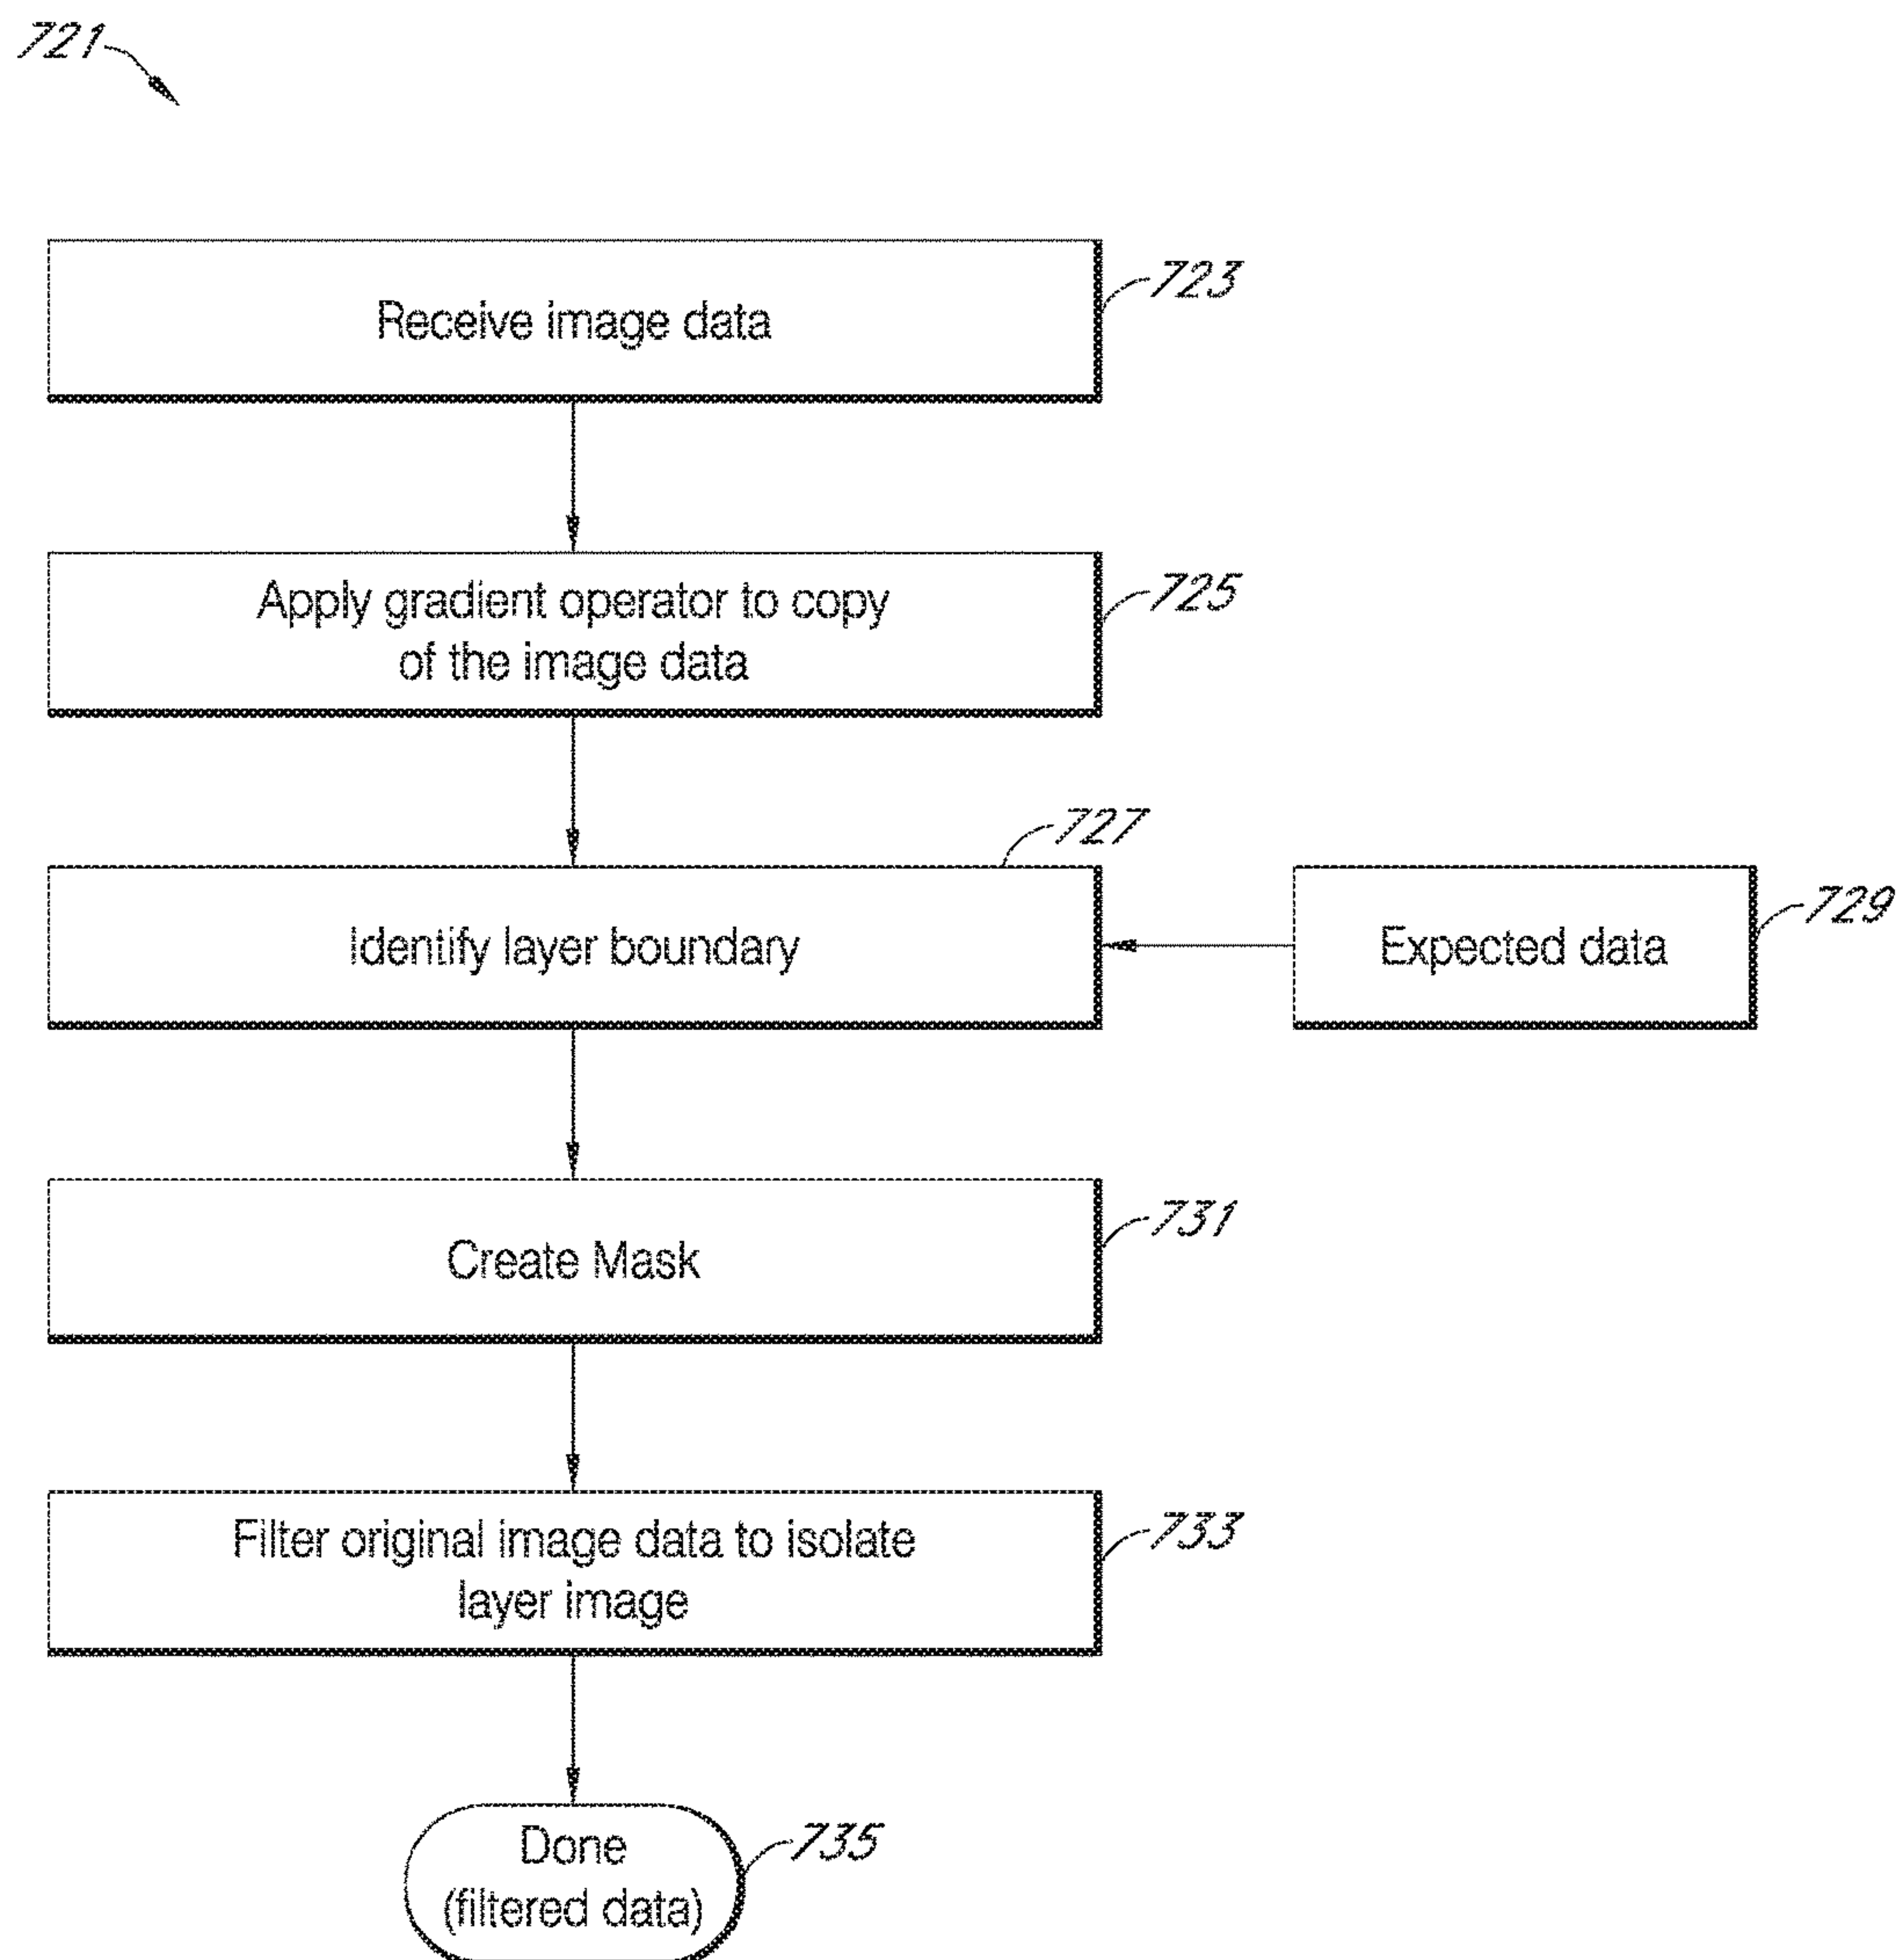 721
Receive image data
723
Apply gradient operator to copy
of the image data
725
727
Identify layer boundary
Expected data
729
Create Mask
731
Filter original image data to isolate
layer image
733
Done
(filtered data)
735